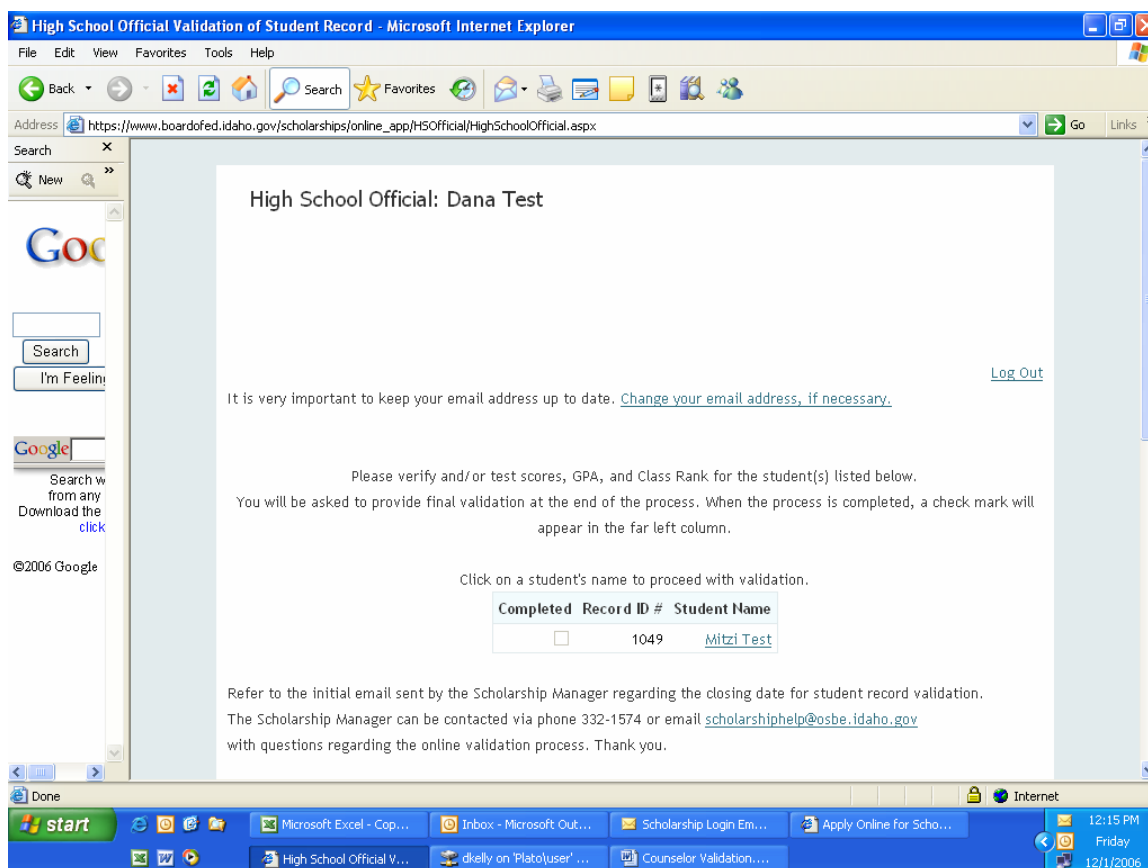 High School Official Validation of Student Record - Microsoft Internet Explorer
File Edit View Favorites Tools Help
Back Search Favorites
Address https://www.boardofed.idaho.gov/scholarships/online_app/HSOfficial/HighSchoolOfficial.aspx Go Links
Search
New
High School Official: Dana Test
Goo
Search
I'm Feeling
Log Out
It is very important to keep your email address up to date. Change your email address, if necessary.
Google
Search w
from any
Download the
click
©2006 Google
Please verify and/or test scores, GPA, and Class Rank for the student(s) listed below.
You will be asked to provide final validation at the end of the process. When the process is completed, a check mark will
appear in the far left column.
Click on a student's name to proceed with validation.
Completed Record ID # Student Name
1049 Mitzi Test
Refer to the initial email sent by the Scholarship Manager regarding the closing date for student record validation.
The Scholarship Manager can be contacted via phone 332-1574 or email scholarshiphelp@osbe.idaho.gov
with questions regarding the online validation process. Thank you.
Done Internet
start Microsoft Excel - Cop... Inbox - Microsoft Out... Scholarship Login Em... Apply Online for Scho... 12:15 PM
Friday
High School Official V... dkelly on 'Plato\user' ... Counselor Validation.... 12/1/2006